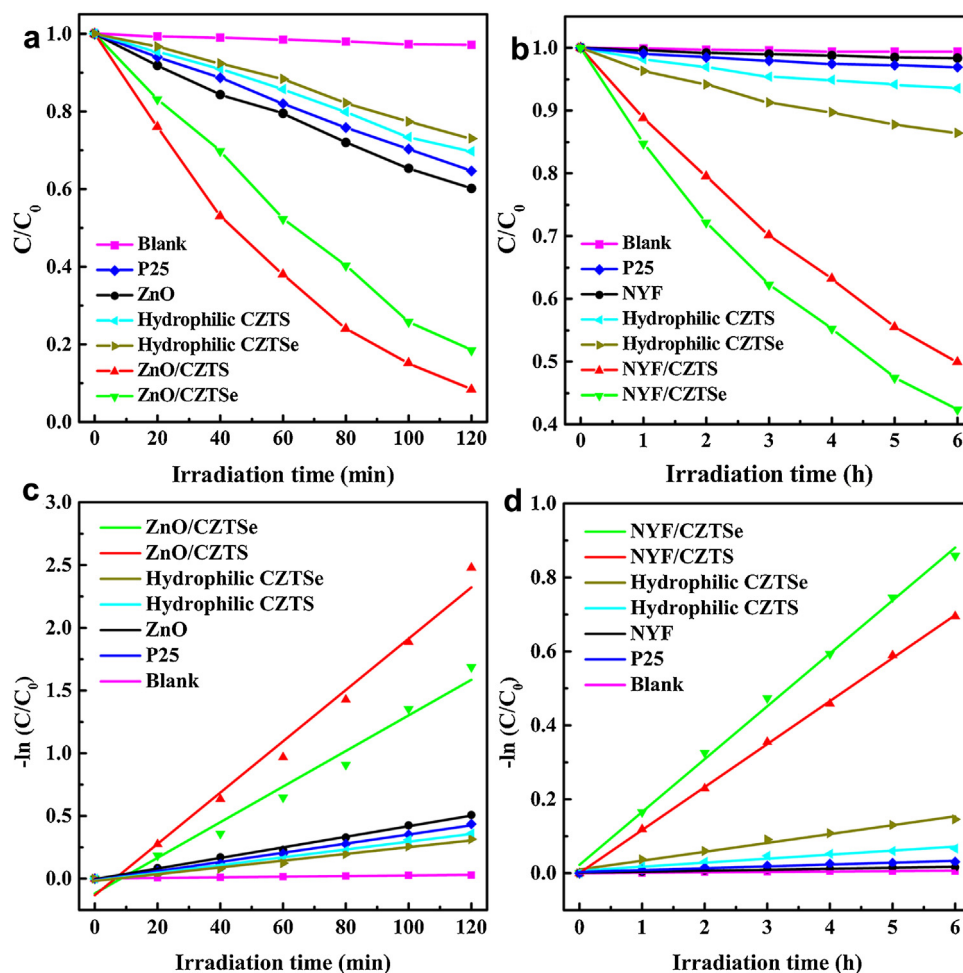 a
1.0
0.8
0.6
0.4
0.2
0.0
C/C0
Blank
P25
ZnO
Hydrophilic CZTS
Hydrophilic CZTSe
ZnO/CZTS
ZnO/CZTSe
0 20 40 60 80 100 120
Irradiation time (min)
b
1.0
0.9
0.8
0.7
0.6
0.5
0.4
C/C0
Blank
P25
NYF
Hydrophilic CZTS
Hydrophilic CZTSe
NYF/CZTS
NYF/CZTSe
0 1 2 3 4 5 6
Irradiation time (h)
c
3.0
2.5
2.0
1.5
1.0
0.5
0.0
-ln (C/C0)
ZnO/CZTSe
ZnO/CZTS
Hydrophilic CZTSe
Hydrophilic CZTS
ZnO
P25
Blank
0 20 40 60 80 100 120
Irradiation time (min)
d
1.0
0.8
0.6
0.4
0.2
0.0
-ln (C/C0)
NYF/CZTSe
NYF/CZTS
Hydrophilic CZTSe
Hydrophilic CZTS
NYF
P25
Blank
0 1 2 3 4 5 6
Irradiation time (h)